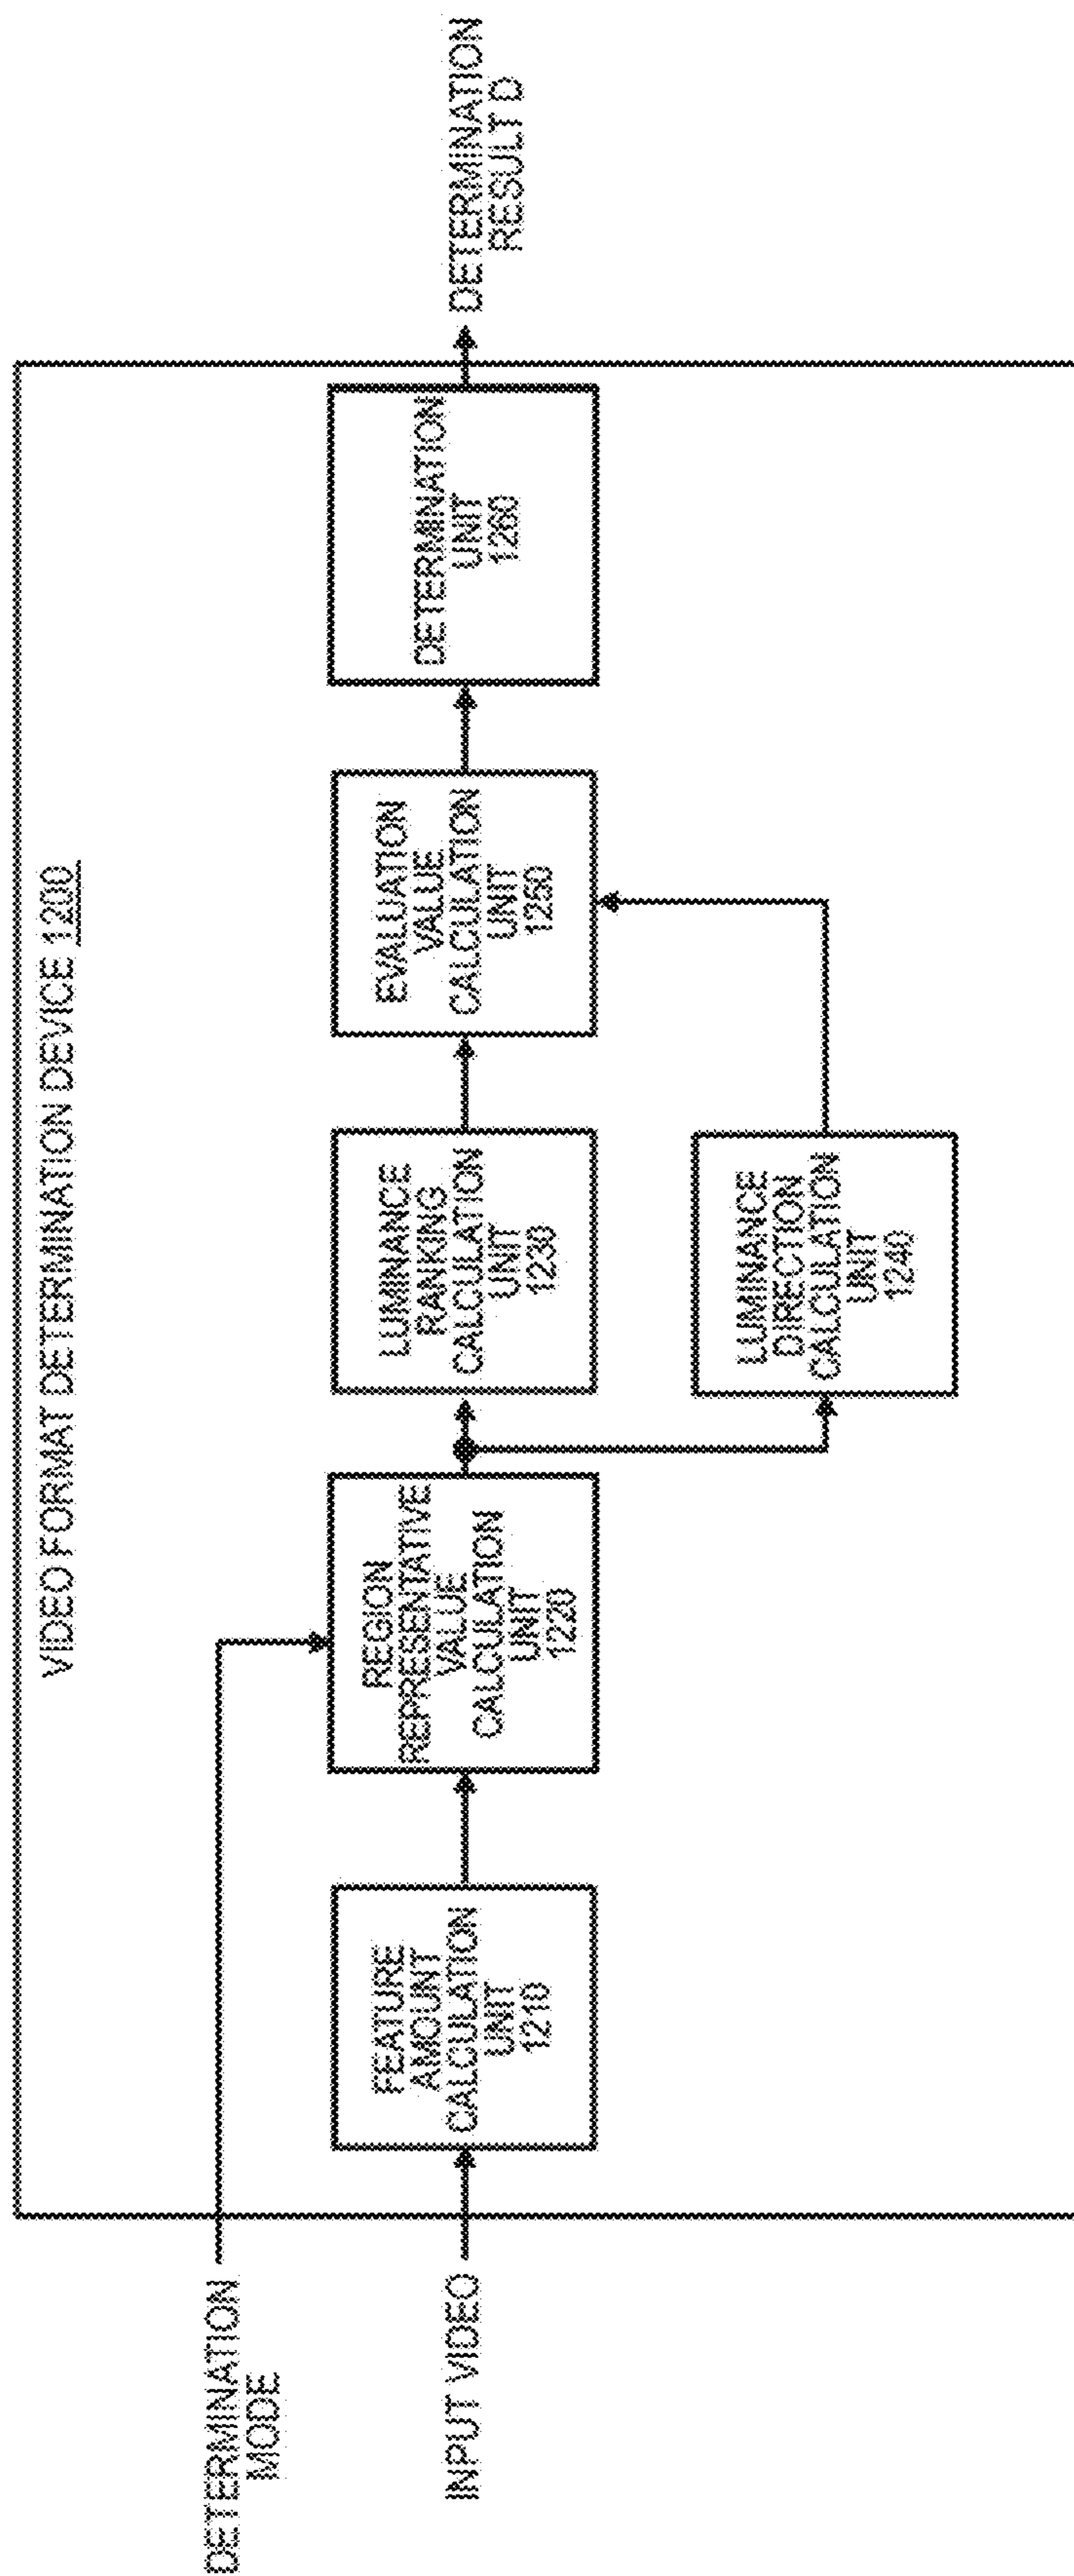 VIDEO FORMAT DETERMINATION DEVICE 1200
DETERMINATION
MODE
INPUT VIDEO
FEATURE
AMOUNT
CALCULATION
UNIT
1210
REGION
REPRESENTATIVE
VALUE
CALCULATION
UNIT
1220
LUMINANCE
RANKING
CALCULATION
UNIT
1230
LUMINANCE
DIRECTION
CALCULATION
UNIT
1240
EVALUATION
VALUE
CALCULATION
UNIT
1250
DETERMINATION
UNIT
1260
DETERMINATION
RESULT D